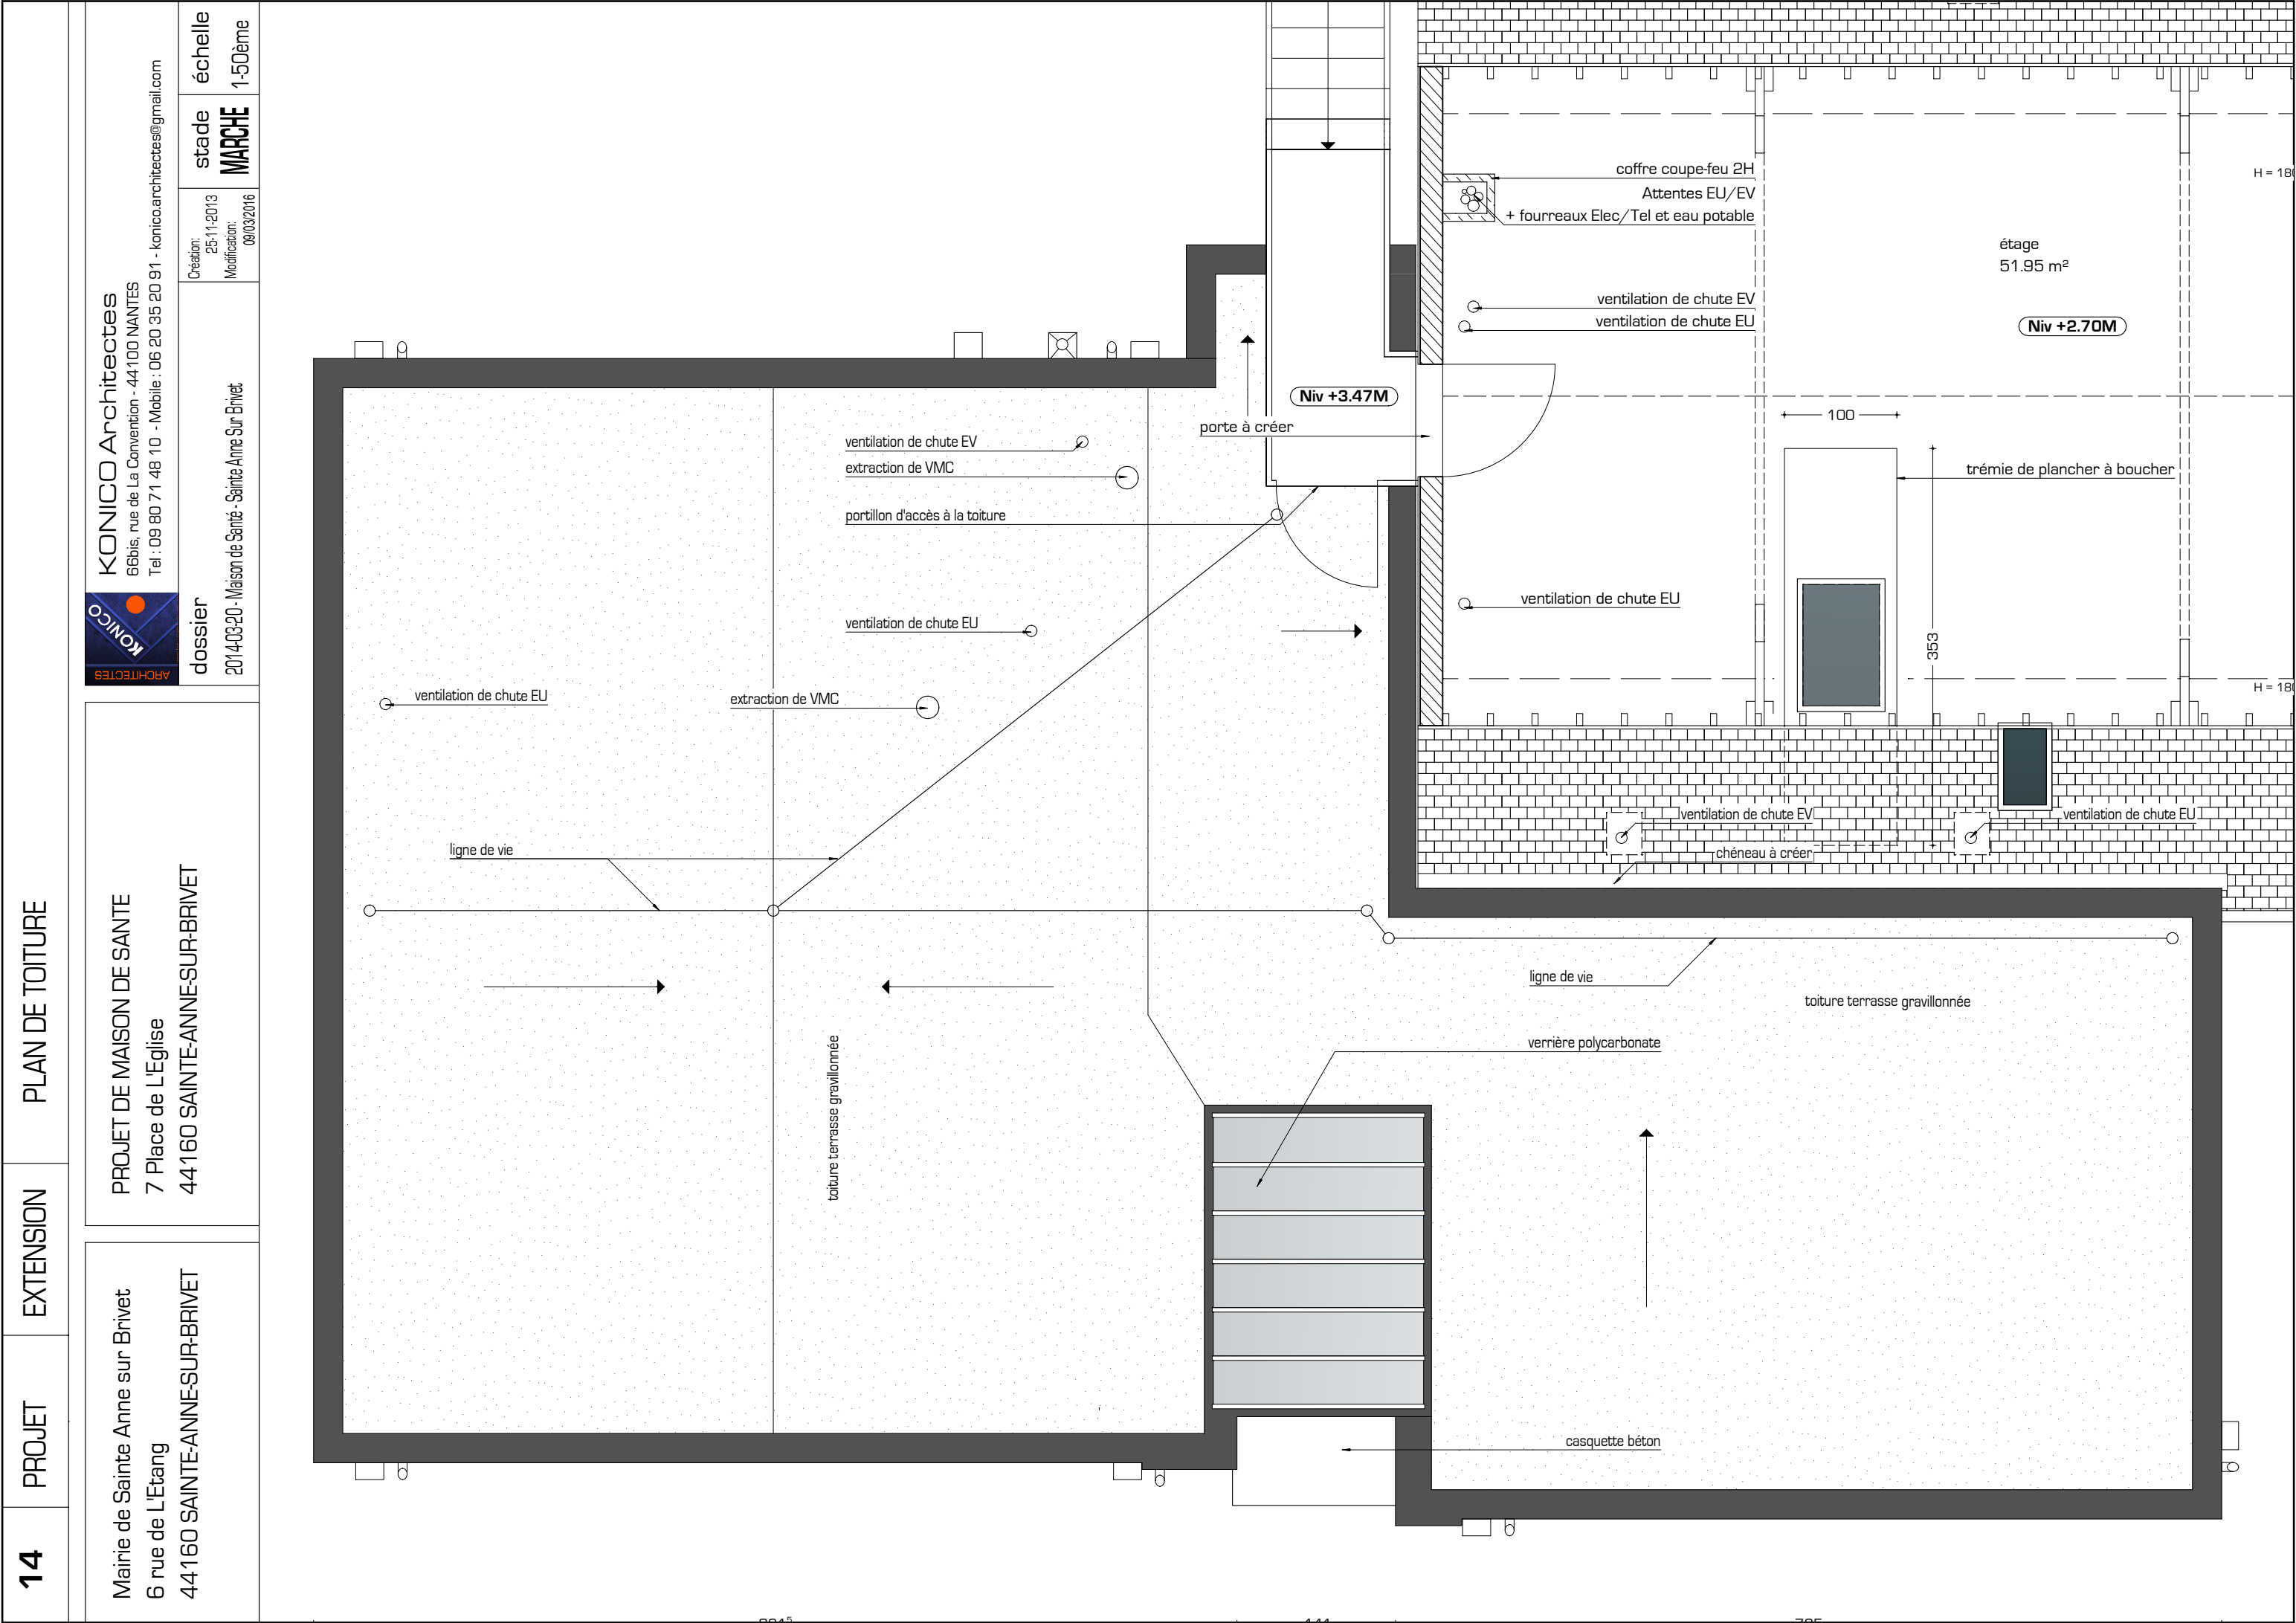 14
PROJET
EXTENSION
PLAN DE TOITURE
Mairie de Sainte Anne sur Brivet
6 rue de L'Etang
44160 SAINTE-ANNE-SUR-BRIVET
PROJET DE MAISON DE SANTE
7 Place de L'Eglise
44160 SAINTE-ANNE-SUR-BRIVET
KONICO
ARCHITECTES
KONICO Architectes
66bis, rue de La Convention - 44100 NANTES
Tel : 09 80 71 48 10 - Mobile : 06 20 35 20 91 - konico.architectes@gmail.com
dossier
2014-03-20 - Maison de Santé - Sainte Anne Sur Brivet
Création:
25-11-2013
Modification:
09/03/2016
stade
MARCHE
échelle
1-50ème
coffre coupe-feu 2H
Attentes EU/EV
+ fourreaux Elec/Tel et eau potable
H = 180
étage
51.95 m²
ventilation de chute EV
ventilation de chute EU
Niv +2.70M
Niv +3.47M
porte à créer
100
ventilation de chute EV
extraction de VMC
trémie de plancher à boucher
portillon d'accès à la toiture
ventilation de chute EU
ventilation de chute EU
353
ventilation de chute EU
extraction de VMC
H = 180
ventilation de chute EV
ventilation de chute EU
ligne de vie
chéneau à créer
ligne de vie
toiture terrasse gravillonnée
verrière polycarbonate
toiture terrasse gravillonnée
casquette béton